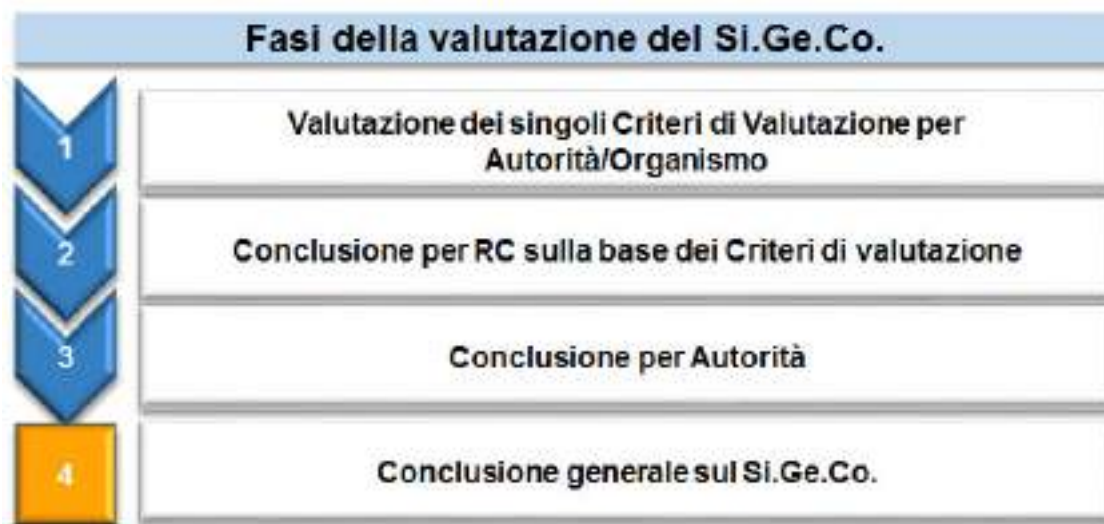 Fasi della valutazione del Si.Ge.Co.
1
Valutazione dei singoli Criteri di Valutazione per
Autorità/Organismo
2
Conclusione per RC sulla base dei Criteri di valutazione
3
Conclusione per Autorità
4
Conclusione generale sul Si.Ge.Co.